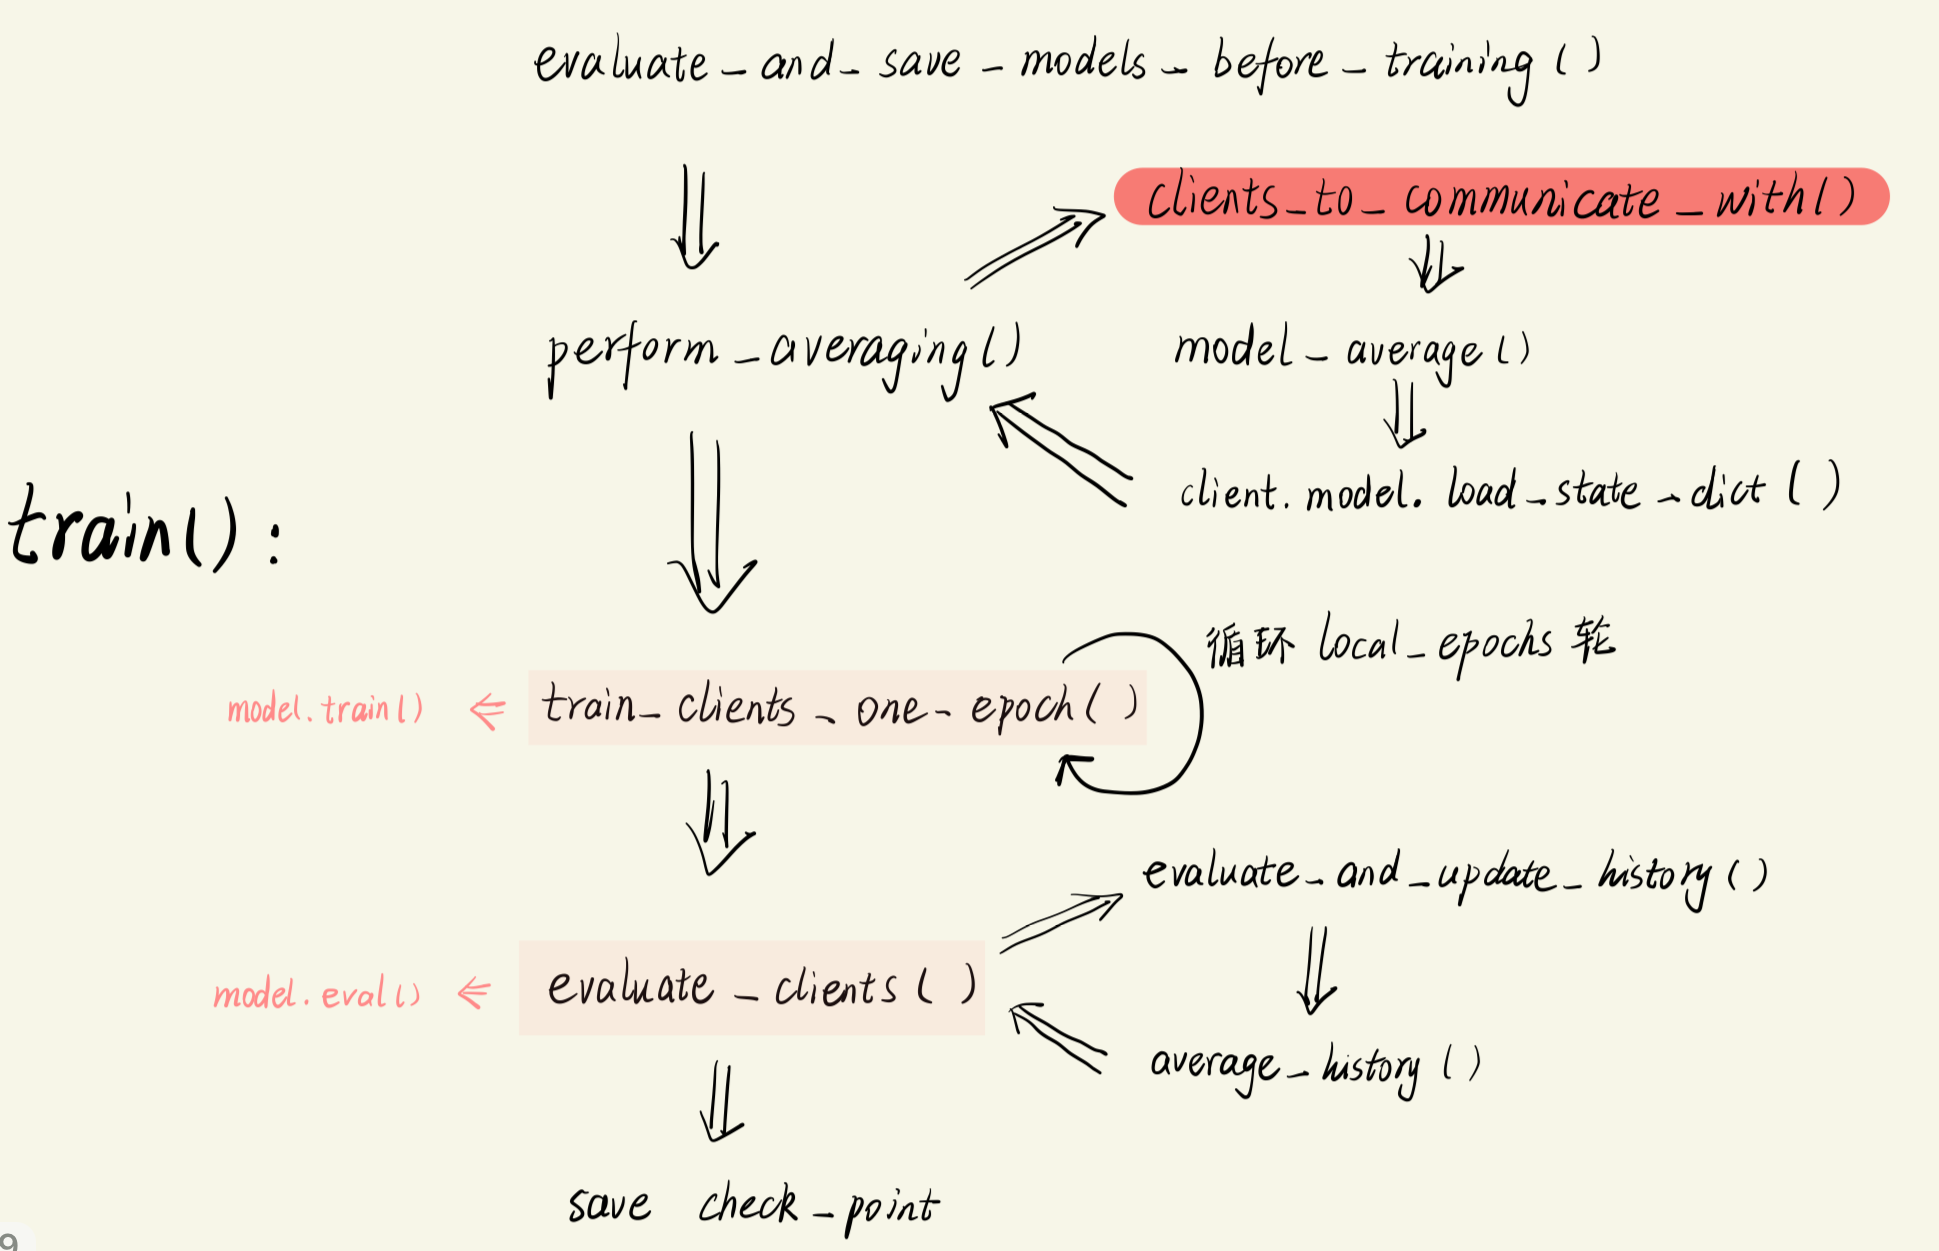 evaluate_and_save_models_before_training()
clients_to_communicate_with()
perform_averaging()
model_average()
client.model.load_state_dict()
train():
循环 local_epochs 轮
model.train()
train_clients_one_epoch()
evaluate_and_update_history()
model.eval()
evaluate_clients()
average_history()
save check_point
9